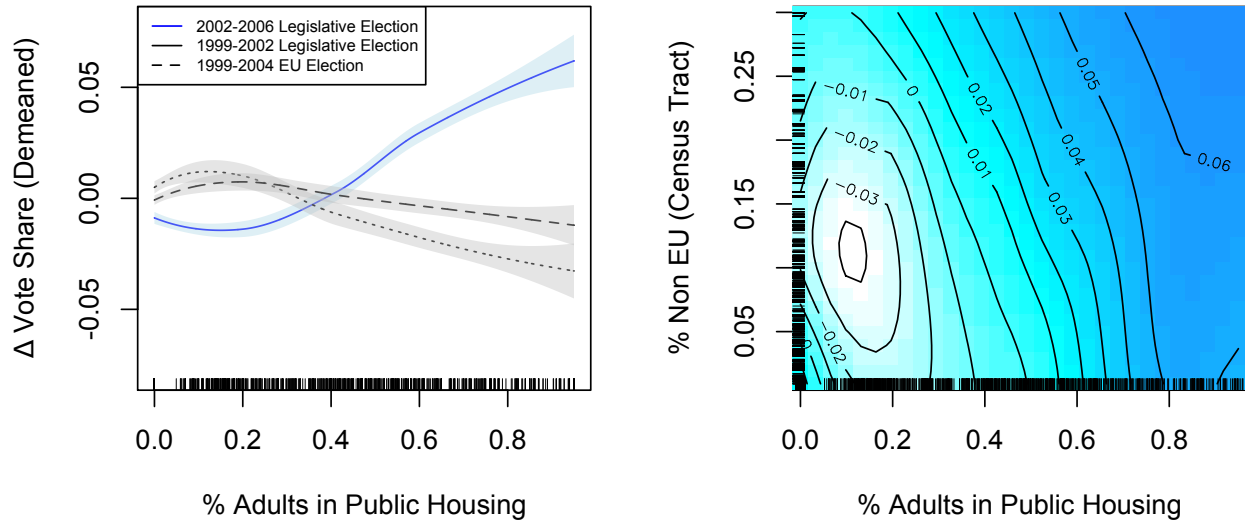 2002-2006 Legislative Election
1999-2002 Legislative Election
1999-2004 EU Election
Δ Vote Share (Demeaned)
0.05
0.00
-0.05
0.0 0.2 0.4 0.6 0.8
% Adults in Public Housing
% Non EU (Census Tract)
0.25
0.15
0.05
−0.01
−0.02
−0.03
0
0.01
0.02
0.03
0.04
0.05
0.06
−0.02
0
0.0 0.2 0.4 0.6 0.8
% Adults in Public Housing